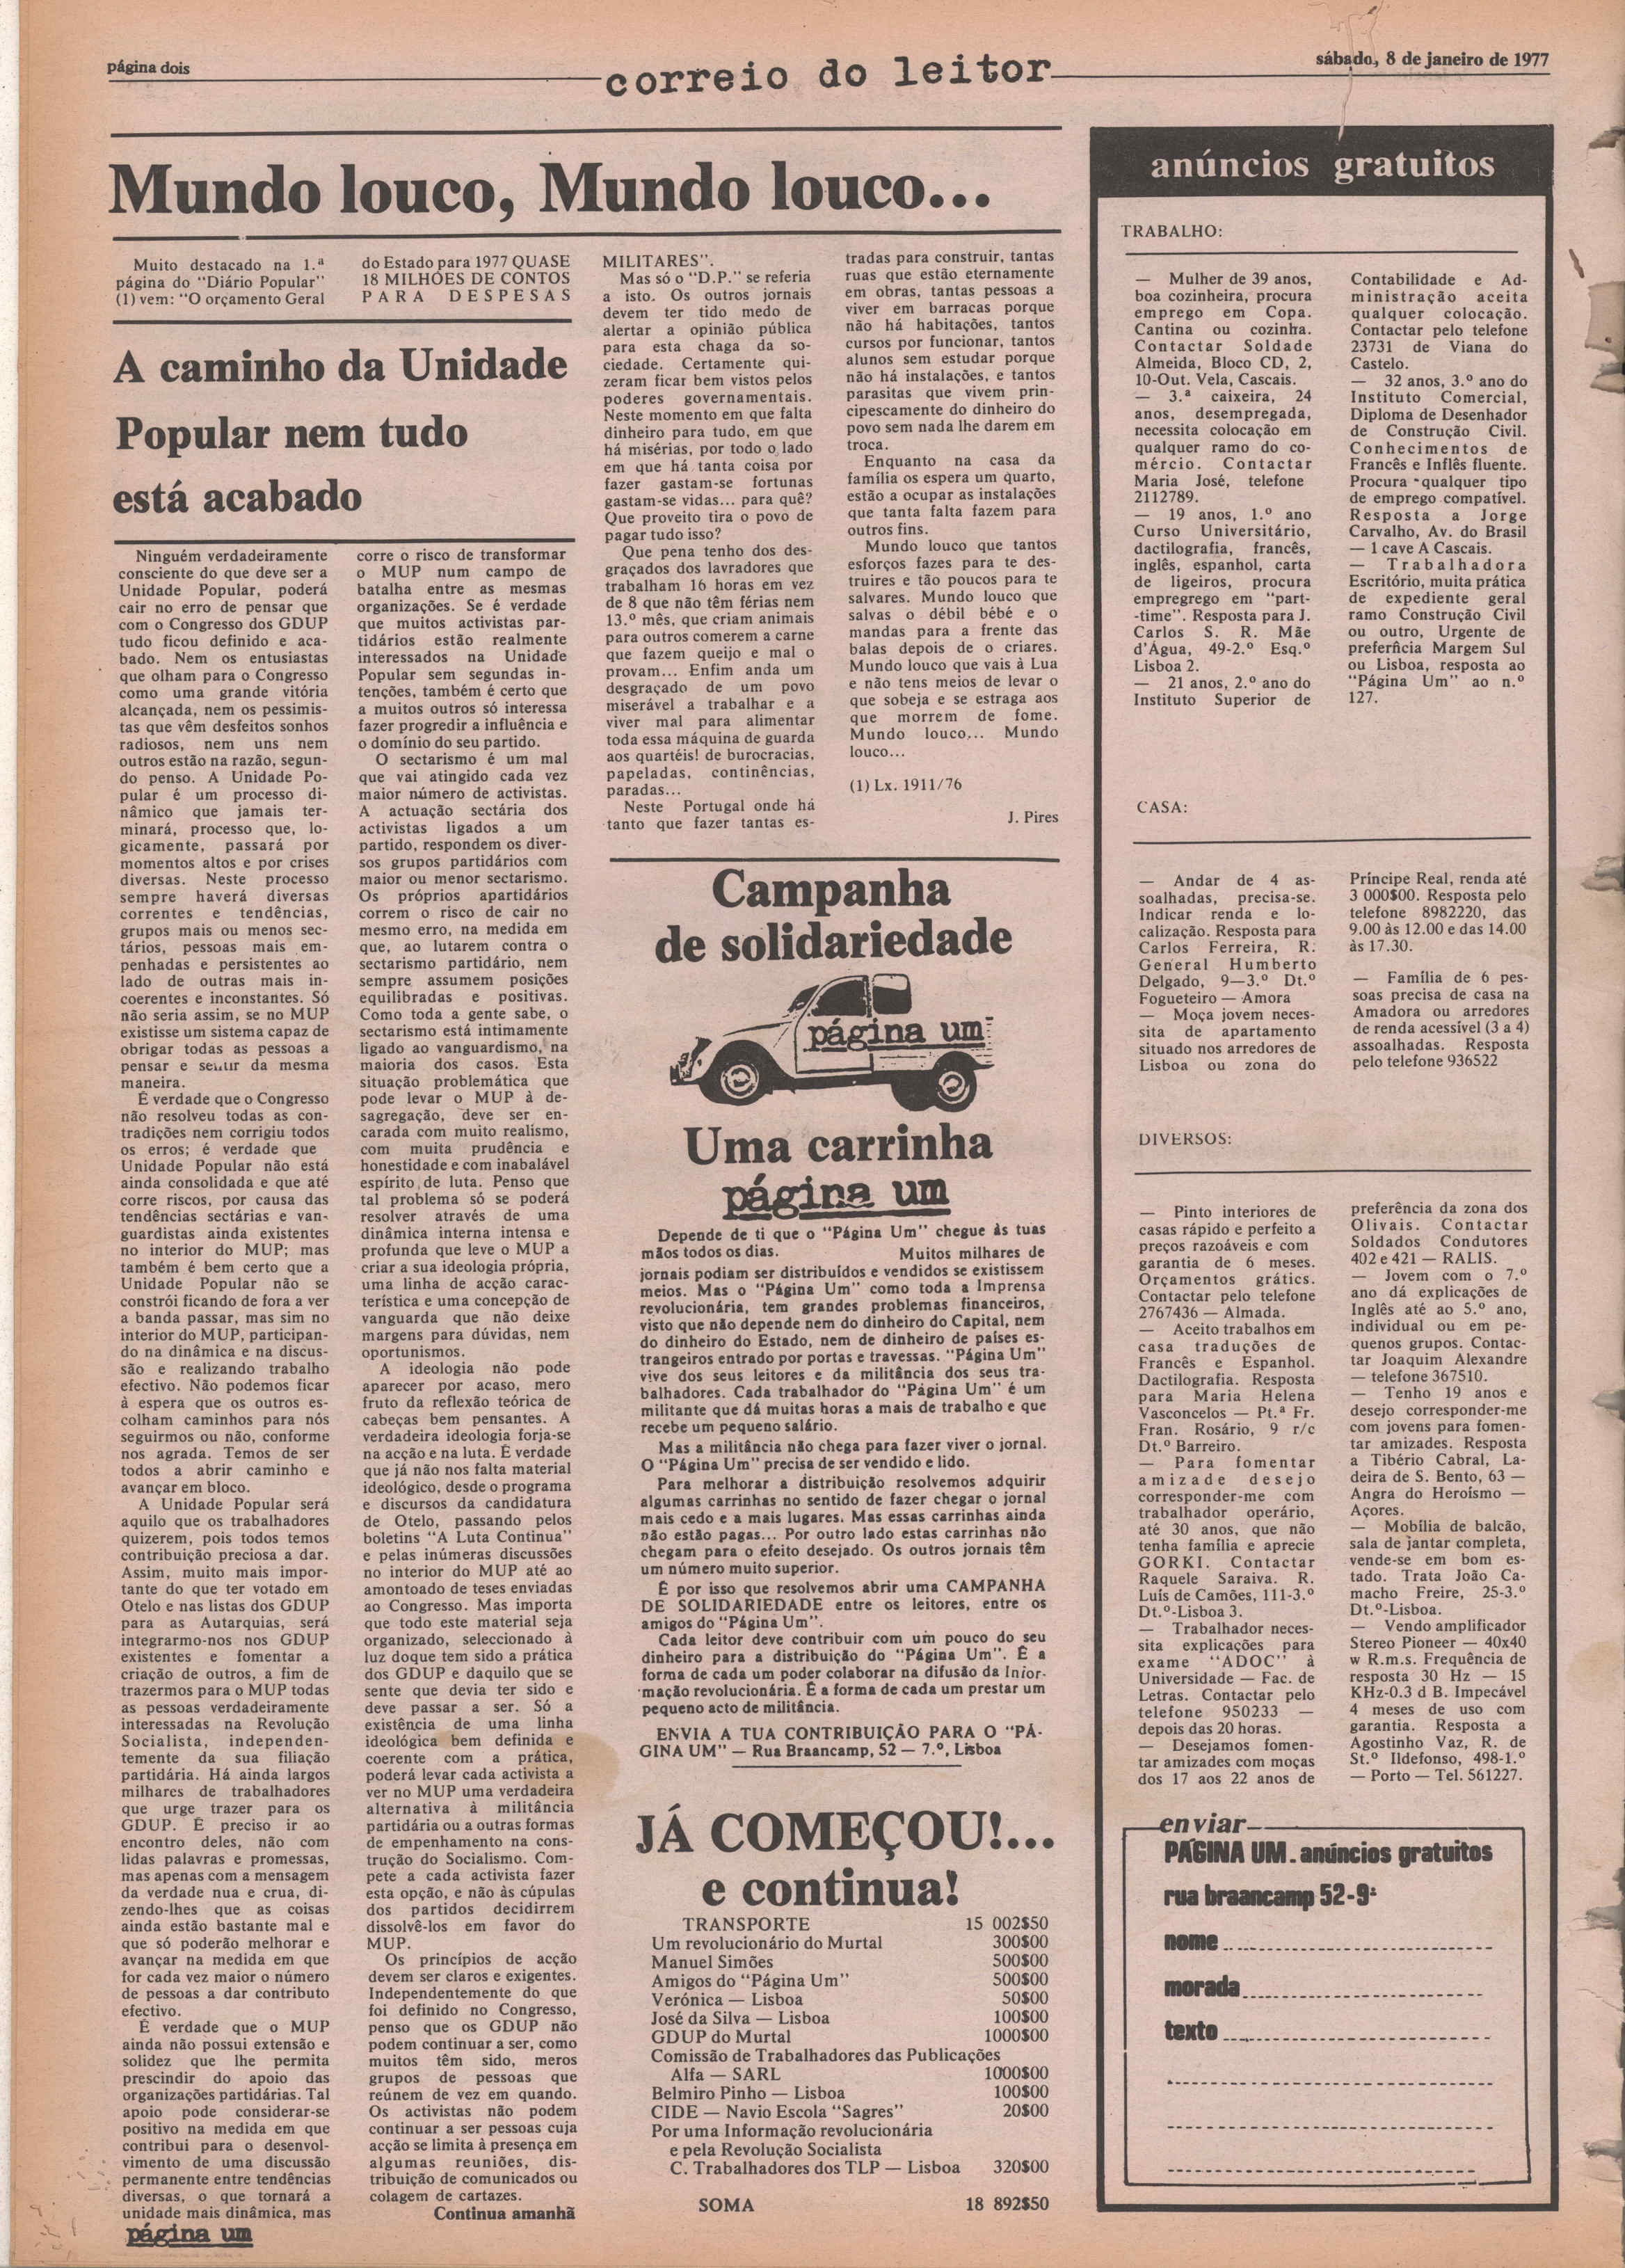 página dois
correio do leitor
sábado, 8 de janeiro de 1977
Mundo louco, Mundo louco...
Muito destacado na 1.ª
página do "Diário Popular"
(1) vem: "O orçamento Geral
do Estado para 1977 QUASE
18 MILHÕES DE CONTOS
PARA DESPESAS
MILITARES".
Mas só o "D.P." se referia
a isto. Os outros jornais
devem ter tido medo de
alertar a opinião pública
para esta chaga da so-
ciedade. Certamente qui-
zeram ficar bem vistos pelos
poderes governamentais.
Neste momento em que falta
dinheiro para tudo, em que
há misérias, por todo o lado
em que há tanta coisa por
fazer gastam-se fortunas
gastam-se vidas... para quê?
Que proveito tira o povo de
pagar tudo isso?
Que pena tenho dos des-
graçados dos lavradores que
trabalham 16 horas em vez
de 8 que não têm férias nem
13.º mês, que criam animais
para outros comerem a carne
que fazem queijo e mal o
provam... Enfim anda um
desgraçado de um povo
miserável a trabalhar e a
viver mal para alimentar
toda essa máquina de guarda
aos quartéis! de burocracias,
papeladas, continências,
paradas...
Neste Portugal onde há
tanto que fazer tantas es-
tradas para construir, tantas
ruas que estão eternamente
em obras, tantas pessoas a
viver em barracas porque
não há habitações, tantos
cursos por funcionar, tantos
alunos sem estudar porque
não há instalações, e tantos
parasitas que vivem prin-
cipescamente do dinheiro do
povo sem nada lhe darem em
troca.
Enquanto na casa da
família os espera um quarto,
estão a ocupar as instalações
que tanta falta fazem para
outros fins.
Mundo louco que tantos
esforços fazes para te des-
truires e tão poucos para te
salvares. Mundo louco que
salvas o débil bébé e o
mandas para a frente das
balas depois de o criares.
Mundo louco que vais à Lua
e não tens meios de levar o
que sobeja e se estraga aos
que morrem de fome.
Mundo louco... Mundo
louco...
(1) Lx. 1911/76
J. Pires
A caminho da Unidade
Popular nem tudo
está acabado
Ninguém verdadeiramente
consciente do que deve ser a
Unidade Popular, poderá
cair no erro de pensar que
com o Congresso dos GDUP
tudo ficou definido e aca-
bado. Nem os entusiastas
que olham para o Congresso
como uma grande vitória
alcançada, nem os pessimis-
tas que vêm desfeitos sonhos
radiosos, nem uns nem
outros estão na razão, segun-
do penso. A Unidade Po-
pular é um processo di-
nâmico que jamais ter-
minará, processo que, lo-
gicamente, passará por
momentos altos e por crises
diversas. Neste processo
sempre haverá diversas
correntes e tendências,
grupos mais ou menos sec-
tários, pessoas mais em-
penhadas e persistentes ao
lado de outras mais in-
coerentes e inconstantes. Só
não seria assim, se no MUP
existisse um sistema capaz de
obrigar todas as pessoas a
pensar e sentir da mesma
maneira.
É verdade que o Congresso
não resolveu todas as con-
tradições nem corrigiu todos
os erros; é verdade que
Unidade Popular não está
ainda consolidada e que até
corre riscos, por causa das
tendências sectárias e van-
guardistas ainda existentes
no interior do MUP; mas
também é bem certo que a
Unidade Popular não se
constrói ficando de fora a ver
a banda passar, mas sim no
interior do MUP, participan-
do na dinâmica e na discus-
são e realizando trabalho
efectivo. Não podemos ficar
à espera que os outros es-
colham caminhos para nós
seguirmos ou não, conforme
nos agrada. Temos de ser
todos a abrir caminho e
avançar em bloco.
A Unidade Popular será
aquilo que os trabalhadores
quizerem, pois todos temos
contribuição preciosa a dar.
Assim, muito mais impor-
tante do que ter votado em
Otelo e nas listas dos GDUP
para as Autarquias, será
integrarmo-nos nos GDUP
existentes e fomentar a
criação de outros, a fim de
trazermos para o MUP todas
as pessoas verdadeiramente
interessadas na Revolução
Socialista, independen-
temente da sua filiação
partidária. Há ainda largos
milhares de trabalhadores
que urge trazer para os
GDUP. É preciso ir ao
encontro deles, não com
lidas palavras e promessas,
mas apenas com a mensagem
da verdade nua e crua, di-
zendo-lhes que as coisas
ainda estão bastante mal e
que só poderão melhorar e
avançar na medida em que
for cada vez maior o número
de pessoas a dar contributo
efectivo.
É verdade que o MUP
ainda não possui extensão e
solidez que lhe permita
prescindir do apoio das
organizações partidárias. Tal
apoio pode considerar-se
positivo na medida em que
contribui para o desenvol-
vimento de uma discussão
permanente entre tendências
diversas, o que tornará a
unidade mais dinâmica, mas
corre o risco de transformar
o MUP num campo de
batalha entre as mesmas
organizações. Se é verdade
que muitos activistas par-
tidários estão realmente
interessados na Unidade
Popular sem segundas in-
tenções, também é certo que
a muitos outros só interessa
fazer progredir a influência e
o domínio do seu partido.
O sectarismo é um mal
que vai atingido cada vez
maior número de activistas.
A actuação sectária dos
activistas ligados a um
partido, respondem os diver-
sos grupos partidários com
maior ou menor sectarismo.
Os próprios apartidários
correm o risco de cair no
mesmo erro, na medida em
que, ao lutarem contra o
sectarismo partidário, nem
sempre assumem posições
equilibradas e positivas.
Como toda a gente sabe, o
sectarismo está intimamente
ligado ao vanguardismo, na
maioria dos casos. Esta
situação problemática que
pode levar o MUP à de-
sagregação, deve ser en-
carada com muito realismo,
com muita prudência e
honestidade e com inabalável
espírito de luta. Penso que
tal problema só se poderá
resolver através de uma
dinâmica interna intensa e
profunda que leve o MUP a
criar a sua ideologia própria,
uma linha de acção carac-
terística e uma concepção de
vanguarda que não deixe
margens para dúvidas, nem
oportunismos.
A ideologia não pode
aparecer por acaso, mero
fruto da reflexão teórica de
cabeças bem pensantes. A
verdadeira ideologia forja-se
na acção e na luta. É verdade
que já não nos falta material
ideológico, desde o programa
e discursos da candidatura
de Otelo, passando pelos
boletins "A Luta Continua"
e pelas inúmeras discussões
no interior do MUP até ao
amontoado de teses enviadas
ao Congresso. Mas importa
que todo este material seja
organizado, seleccionado à
luz doque tem sido a prática
dos GDUP e daquilo que se
sente que devia ter sido e
deve passar a ser. Só a
existência de uma linha
ideológica bem definida e
coerente com a prática,
poderá levar cada activista a
ver no MUP uma verdadeira
alternativa à militância
partidária ou a outras formas
de empenhamento na cons-
trução do Socialismo. Com-
pete a cada activista fazer
esta opção, e não às cúpulas
dos partidos decidirrem
dissolvê-los em favor do
MUP.
Os princípios de acção
devem ser claros e exigentes.
Independentemente do que
foi definido no Congresso,
penso que os GDUP não
podem continuar a ser, como
muitos têm sido, meros
grupos de pessoas que
reúnem de vez em quando.
Os activistas não podem
continuar a ser pessoas cuja
acção se limita à presença em
algumas reuniões, dis-
tribuição de comunicados ou
colagem de cartazes.
Continua amanhã
Campanha
de solidariedade
página um
Uma carrinha
página um
Depende de ti que o "Página Um" chegue às tuas
mãos todos os dias. Muitos milhares de
jornais podiam ser distribuídos e vendidos se existissem
meios. Mas o "Página Um" como toda a Imprensa
revolucionária, tem grandes problemas financeiros,
visto que não depende nem do dinheiro do Capital, nem
do dinheiro do Estado, nem de dinheiro de países es-
trangeiros entrado por portas e travessas. "Página Um"
vive dos seus leitores e da militância dos seus tra-
balhadores. Cada trabalhador do "Página Um" é um
militante que dá muitas horas a mais de trabalho e que
recebe um pequeno salário.
Mas a militância não chega para fazer viver o jornal.
O "Página Um" precisa de ser vendido e lido.
Para melhorar a distribuição resolvemos adquirir
algumas carrinhas no sentido de fazer chegar o jornal
mais cedo e a mais lugares. Mas essas carrinhas ainda
não estão pagas... Por outro lado estas carrinhas não
chegam para o efeito desejado. Os outros jornais têm
um número muito superior.
É por isso que resolvemos abrir uma CAMPANHA
DE SOLIDARIEDADE entre os leitores, entre os
amigos do "Página Um".
Cada leitor deve contribuir com um pouco do seu
dinheiro para a distribuição do "Página Um". É a
forma de cada um poder colaborar na difusão da Infor-
mação revolucionária. É a forma de cada um prestar um
pequeno acto de militância.
ENVIA A TUA CONTRIBUIÇÃO PARA O "PÁ-
GINA UM" — Rua Braancamp, 52 — 7.º, Lisboa
JÁ COMEÇOU!...
e continua!
TRANSPORTE 15 002$50
Um revolucionário do Murtal 300$00
Manuel Simões 500$00
Amigos do "Página Um" 500$00
Verónica — Lisboa 50$00
José da Silva — Lisboa 100$00
GDUP do Murtal 1000$00
Comissão de Trabalhadores das Publicações
Alfa — SARL 1000$00
Belmiro Pinho — Lisboa 100$00
CIDE — Navio Escola "Sagres" 20$00
Por uma Informação revolucionária
e pela Revolução Socialista
C. Trabalhadores dos TLP — Lisboa 320$00
SOMA 18 892$50
anúncios gratuitos
TRABALHO:
— Mulher de 39 anos,
boa cozinheira, procura
emprego em Copa.
Cantina ou cozinha.
Contactar Soldade
Almeida, Bloco CD, 2,
10-Out. Vela, Cascais.
— 3.ª caixeira, 24
anos, desempregada,
necessita colocação em
qualquer ramo do co-
mércio. Contactar
Maria José, telefone
2112789.
— 19 anos, 1.º ano
Curso Universitário,
dactilografia, francês,
inglês, espanhol, carta
de ligeiros, procura
empregrego em "part-
-time". Resposta para J.
Carlos S. R. Mãe
d'Água, 49-2.º Esq.º
Lisboa 2.
— 21 anos, 2.º ano do
Instituto Superior de
Contabilidade e Ad-
ministração aceita
qualquer colocação.
Contactar pelo telefone
23731 de Viana do
Castelo.
— 32 anos, 3.º ano do
Instituto Comercial,
Diploma de Desenhador
de Construção Civil.
Conhecimentos de
Francês e Inflês fluente.
Procura qualquer tipo
de emprego compatível.
Resposta a Jorge
Carvalho, Av. do Brasil
— 1 cave A Cascais.
— Trabalhadora
Escritório, muita prática
de expediente geral
ramo Construção Civil
ou outro, Urgente de
preferficia Margem Sul
ou Lisboa, resposta ao
"Página Um" ao n.º
127.
CASA:
— Andar de 4 as-
soalhadas, precisa-se.
Indicar renda e lo-
calização. Resposta para
Carlos Ferreira, R.
General Humberto
Delgado, 9—3.º Dt.º
Fogueteiro — Amora
— Moça jovem neces-
sita de apartamento
situado nos arredores de
Lisboa ou zona do
Príncipe Real, renda até
3 000$00. Resposta pelo
telefone 8982220, das
9.00 às 12.00 e das 14.00
às 17.30.
— Família de 6 pes-
soas precisa de casa na
Amadora ou arredores
de renda acessível (3 a 4)
assoalhadas. Resposta
pelo telefone 936522
DIVERSOS:
— Pinto interiores de
casas rápido e perfeito a
preços razoáveis e com
garantia de 6 meses.
Orçamentos grátics.
Contactar pelo telefone
2767436 — Almada.
— Aceito trabalhos em
casa traduções de
Francês e Espanhol.
Dactilografia. Resposta
para Maria Helena
Vasconcelos — Pt.ª Fr.
Fran. Rosário, 9 r/c
Dt.º Barreiro.
— Para fomentar
amizade desejo
corresponder-me com
trabalhador operário,
até 30 anos, que não
tenha família e aprecie
GORKI. Contactar
Raquele Saraiva. R.
Luís de Camões, 111-3.º
Dt.º-Lisboa 3.
— Trabalhador neces-
sita explicações para
exame "ADOC" à
Universidade — Fac. de
Letras. Contactar pelo
telefone 950233 —
depois das 20 horas.
— Desejamos fomen-
tar amizades com moças
dos 17 aos 22 anos de
preferência da zona dos
Olivais. Contactar
Soldados Condutores
402 e 421 — RALIS.
— Jovem com o 7.º
ano dá explicações de
Inglês até ao 5.º ano,
individual ou em pe-
quenos grupos. Contac-
tar Joaquim Alexandre
— telefone 367510.
— Tenho 19 anos e
desejo corresponder-me
com jovens para fomen-
tar amizades. Resposta
a Tibério Cabral, La-
deira de S. Bento, 63 —
Angra do Heroísmo —
Açores.
— Mobília de balcão,
sala de jantar completa,
vende-se em bom es-
tado. Trata João Ca-
macho Freire, 25-3.º
Dt.º-Lisboa.
— Vendo amplificador
Stereo Pioneer — 40x40
w R.m.s. Frequência de
resposta 30 Hz — 15
KHz-0.3 d B. Impecável
4 meses de uso com
garantia. Resposta a
Agostinho Vaz, R. de
St.º Ildefonso, 498-1.º
— Porto — Tel. 561227.
enviar
PÁGINA UM - anúncios gratuitos
rua braancamp 52-9º
nome
morada
texto
página um